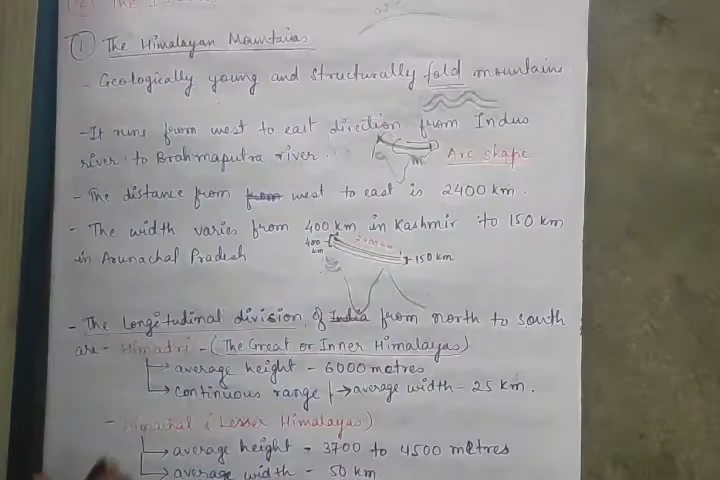 ① The Himalayan Mountains
- Geologically young and structurally fold mountains
- It runs from west to east direction from Indus
river to Brahmaputra river.
Arc shape
- The distance from west to east is 2400 km.
- The width varies from 400 km in Kashmir to 150 km
in Arunachal Pradesh
400 km
2400 km
150 km
- The longitudinal division of India from north to south
are - Himadri - (The Great or Inner Himalayas)
→ average height - 6000 metres
→ continuous range → average width - 25 km.
- Himachal (Lesser Himalayas)
→ average height - 3700 to 4500 metres
→ average width - 50 km